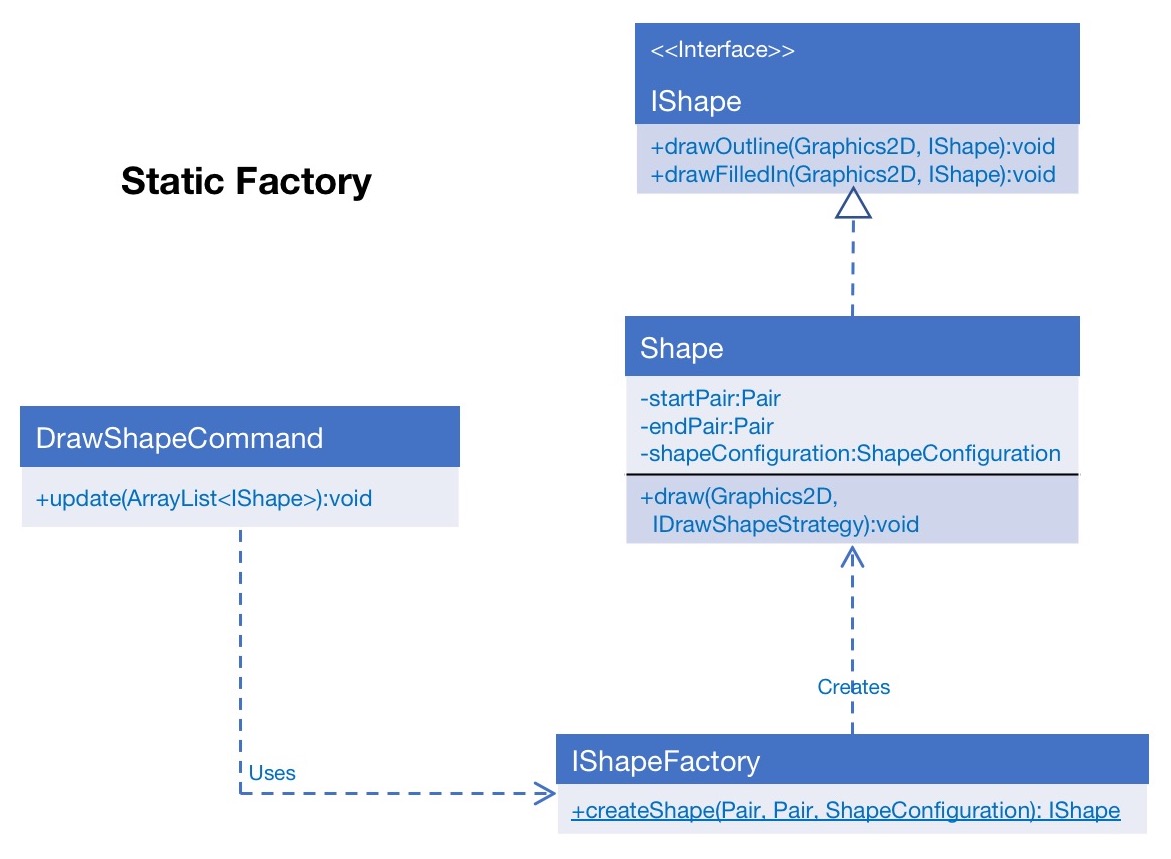 <<Interface>>
IShape
+drawOutline(Graphics2D, IShape):void
+drawFilledIn(Graphics2D, IShape):void
Static Factory
Shape
-startPair:Pair
-endPair:Pair
-shapeConfiguration:ShapeConfiguration
+draw(Graphics2D,
IDrawShapeStrategy):void
DrawShapeCommand
+update(ArrayList<IShape>):void
Creates
Uses
IShapeFactory
+createShape(Pair, Pair, ShapeConfiguration): IShape